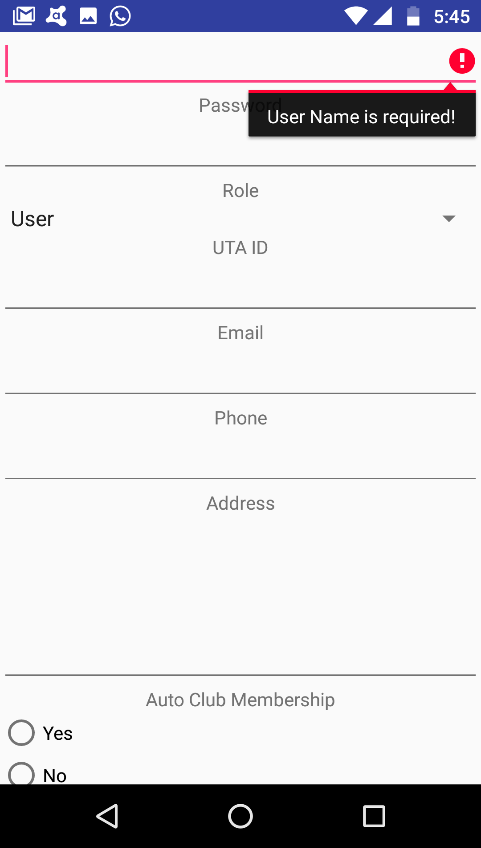 5:45
Password
User Name is required!
Role
User
UTA ID
Email
Phone
Address
Auto Club Membership
Yes
No